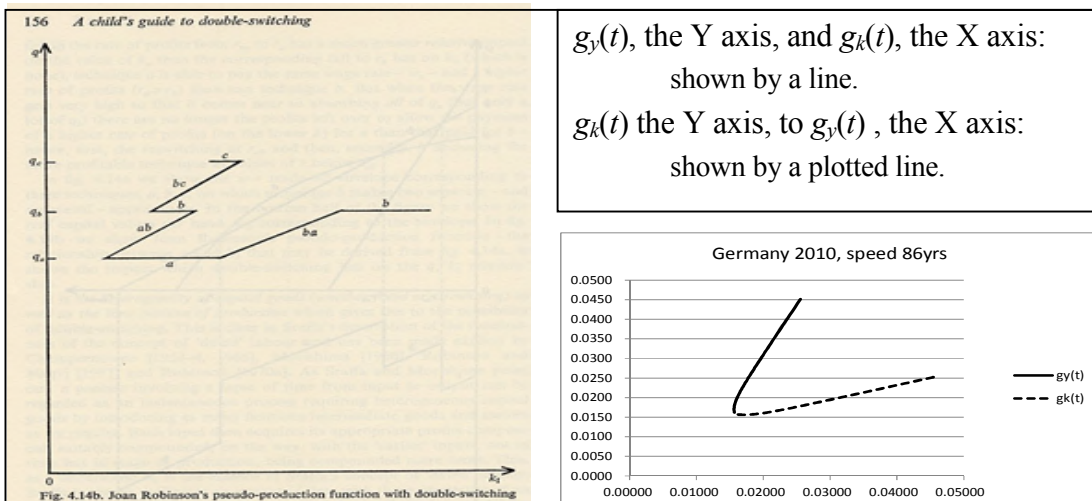 156 A child's guide to double-switching
q
q_c
q_b
q_a
c
bc
b
ab
a
ba
b
0
k_t
Fig. 4.14b. Joan Robinson's pseudo-production function with double-switching
g_y(t), the Y axis, and g_k(t), the X axis:
shown by a line.
g_k(t) the Y axis, to g_y(t) , the X axis:
shown by a plotted line.
Germany 2010, speed 86yrs
0.0500
0.0450
0.0400
0.0350
0.0300
0.0250
0.0200
0.0150
0.0100
0.0050
0.0000
0.00000 0.01000 0.02000 0.03000 0.04000 0.05000
gy(t)
gk(t)